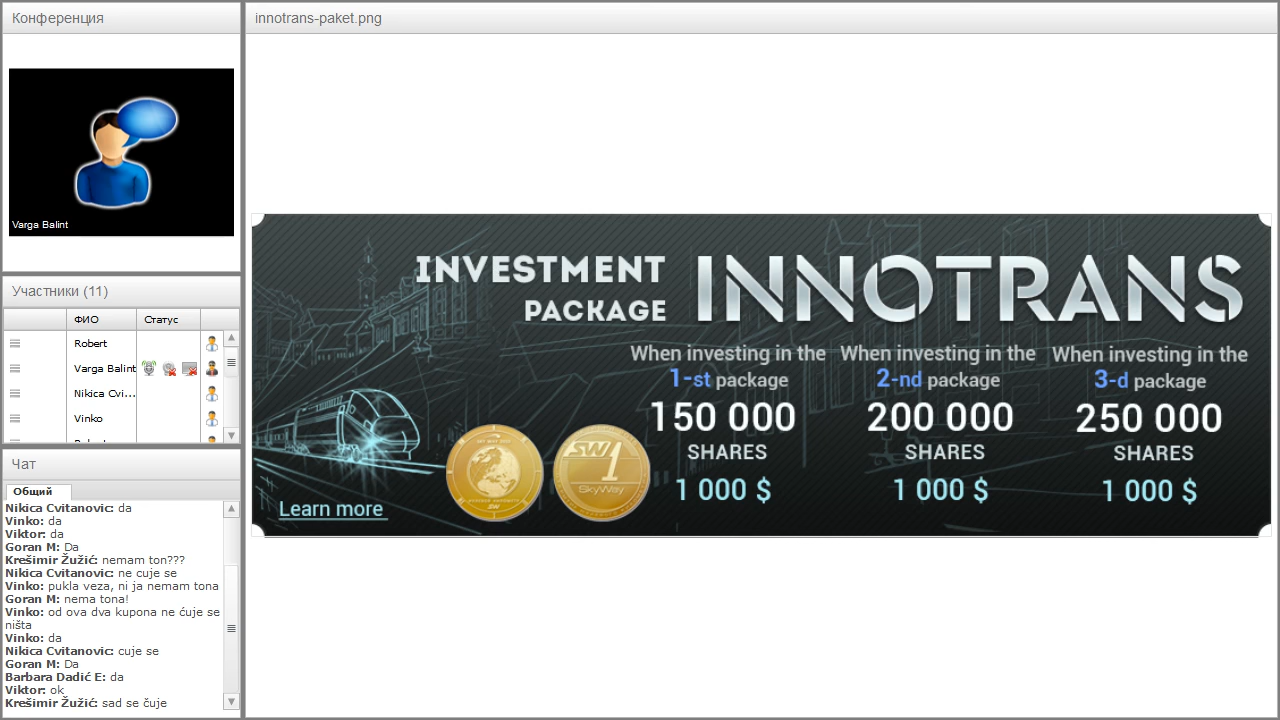 Конференция
Varga Balint
Участники (11)
ФИО Статус
Robert
Varga Balint
Nikica Cvi...
Vinko
Чат
Общий
Nikica Cvitanovic: da
Vinko: da
Viktor: da
Goran M: Da
Krešimir Žužić: nemam ton???
Nikica Cvitanovic: ne cuje se
Vinko: pukla veza, ni ja nemam tona
Goran M: nema tona!
Vinko: od ova dva kupona ne ćuje se
ništa
Vinko: da
Nikica Cvitanovic: cuje se
Goran M: Da
Barbara Dadić E: da
Viktor: ok
Krešimir Žužić: sad se čuje
innotrans-paket.png
INVESTMENT
PACKAGE
INNOTRANS
When investing in the
1-st package
150 000
SHARES
1 000 $
When investing in the
2-nd package
200 000
SHARES
1 000 $
When investing in the
3-d package
250 000
SHARES
1 000 $
SW
SW
1
SkyWay
Learn more